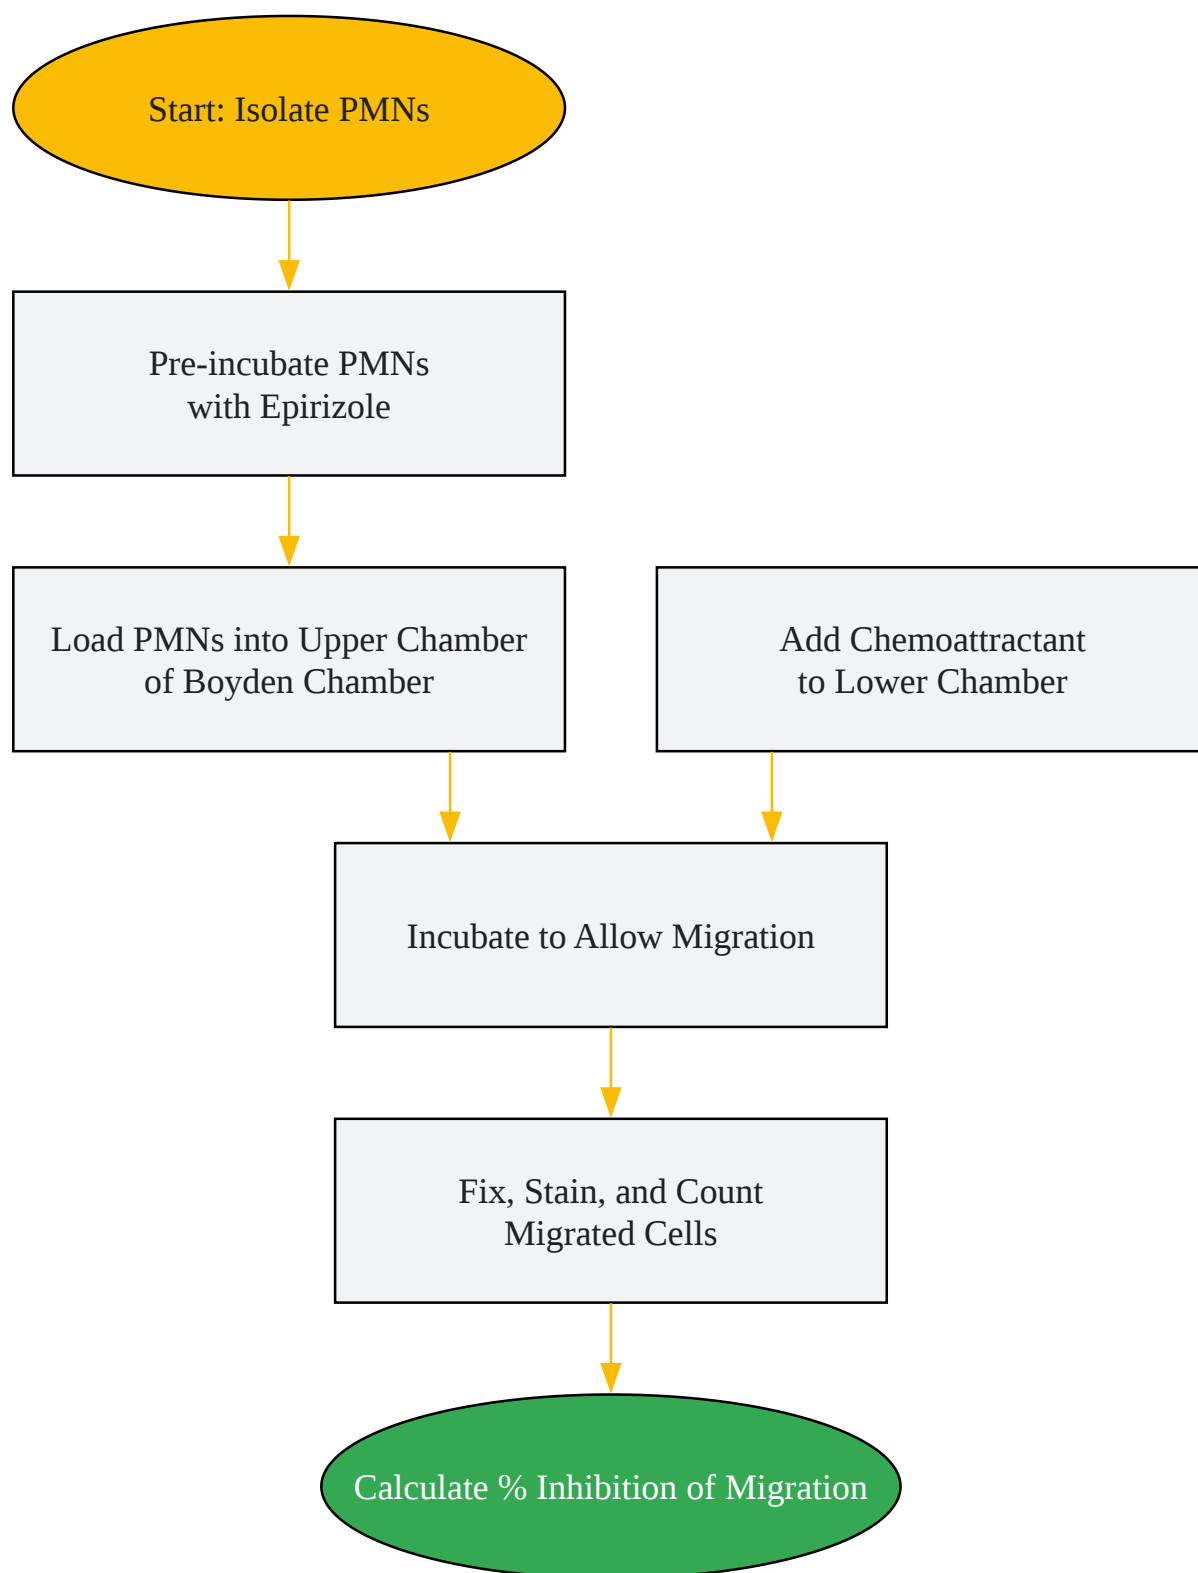 Start: Isolate PMNs
Pre-incubate PMNs
with Epirizole
Load PMNs into Upper Chamber
of Boyden Chamber
Add Chemoattractant
to Lower Chamber
Incubate to Allow Migration
Fix, Stain, and Count
Migrated Cells
Calculate % Inhibition of Migration